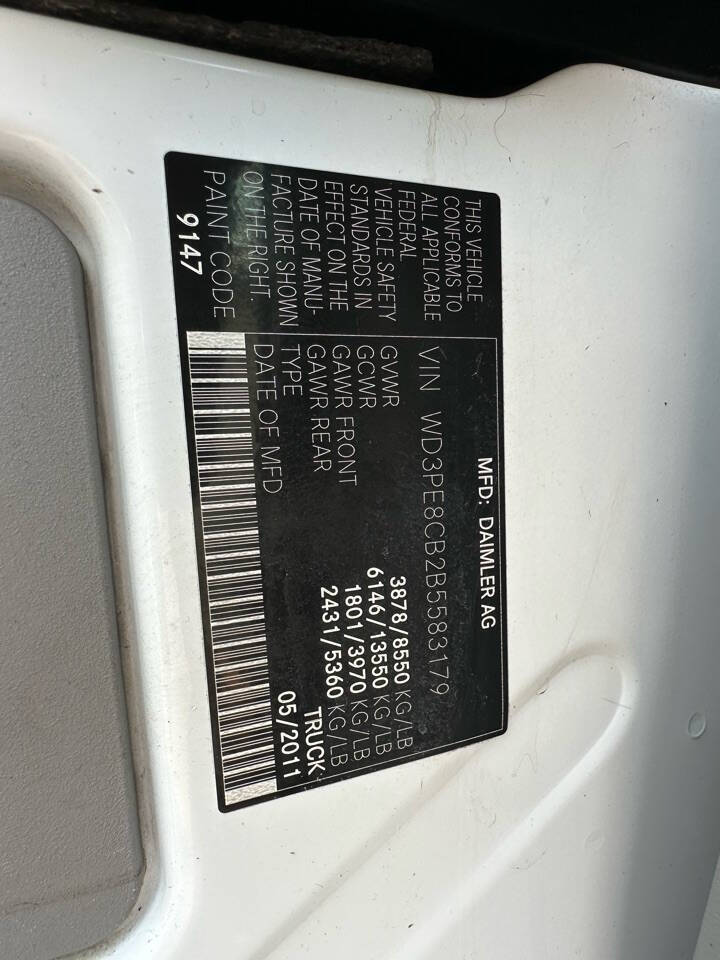 MFD: DAIMLER AG
THIS VEHICLE
CONFORMS TO
ALL APPLICABLE
FEDERAL
VEHICLE SAFETY
STANDARDS IN
EFFECT ON THE
DATE OF MANU-
FACTURE SHOWN
ON THE RIGHT
PAINT CODE
9147
VIN WD3PE8CB2B5583179
GVWR 3878/8550 KG/LB
GCWR 6146/13550 KG/LB
GAWR FRONT 1801/3970 KG/LB
GAWR REAR 2431/5360 KG/LB
TYPE TRUCK
DATE OF MFD 05/2011